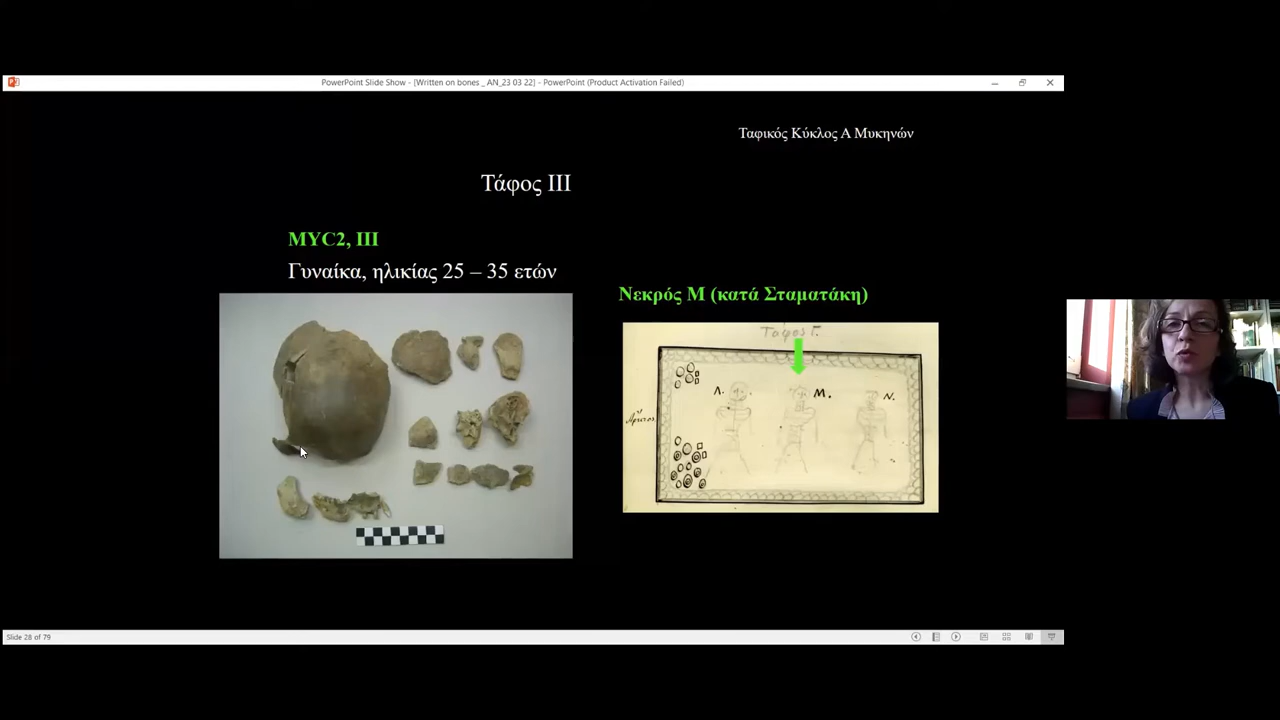 PowerPoint Slide Show - [Written on bones _ AN_23 03 22] - PowerPoint (Product Activation Failed)
Ταφικός Κύκλος Α Μυκηνών
Τάφος ΙΙΙ
MYC2, III
Γυναίκα, ηλικίας 25 – 35 ετών
Νεκρός Μ (κατά Σταματάκη)
Τάφος Γ.
Λ.
Μ.
Ν.
Slide 28 of 79